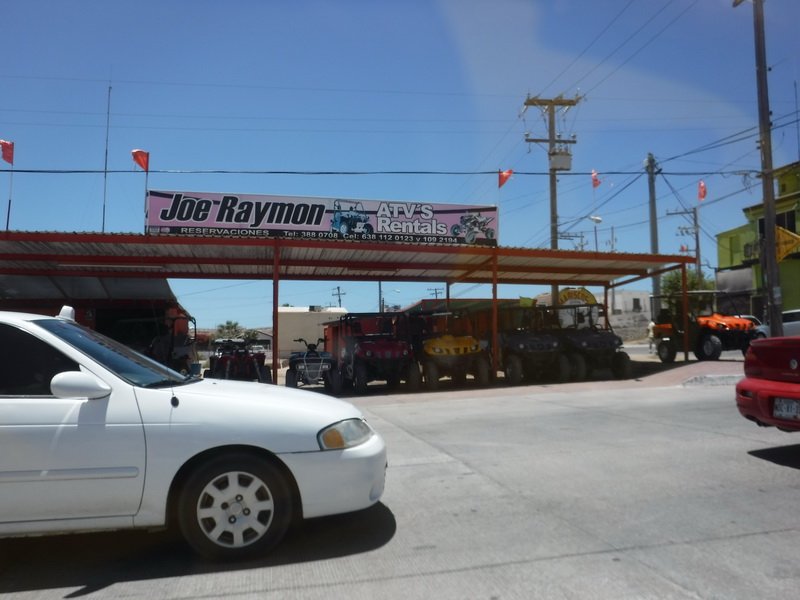 Joe Raymon
ATV'S
Rentals
RESERVACIONES
Tel: 388 0708 Cel: 638 112 0123 y 109 2194